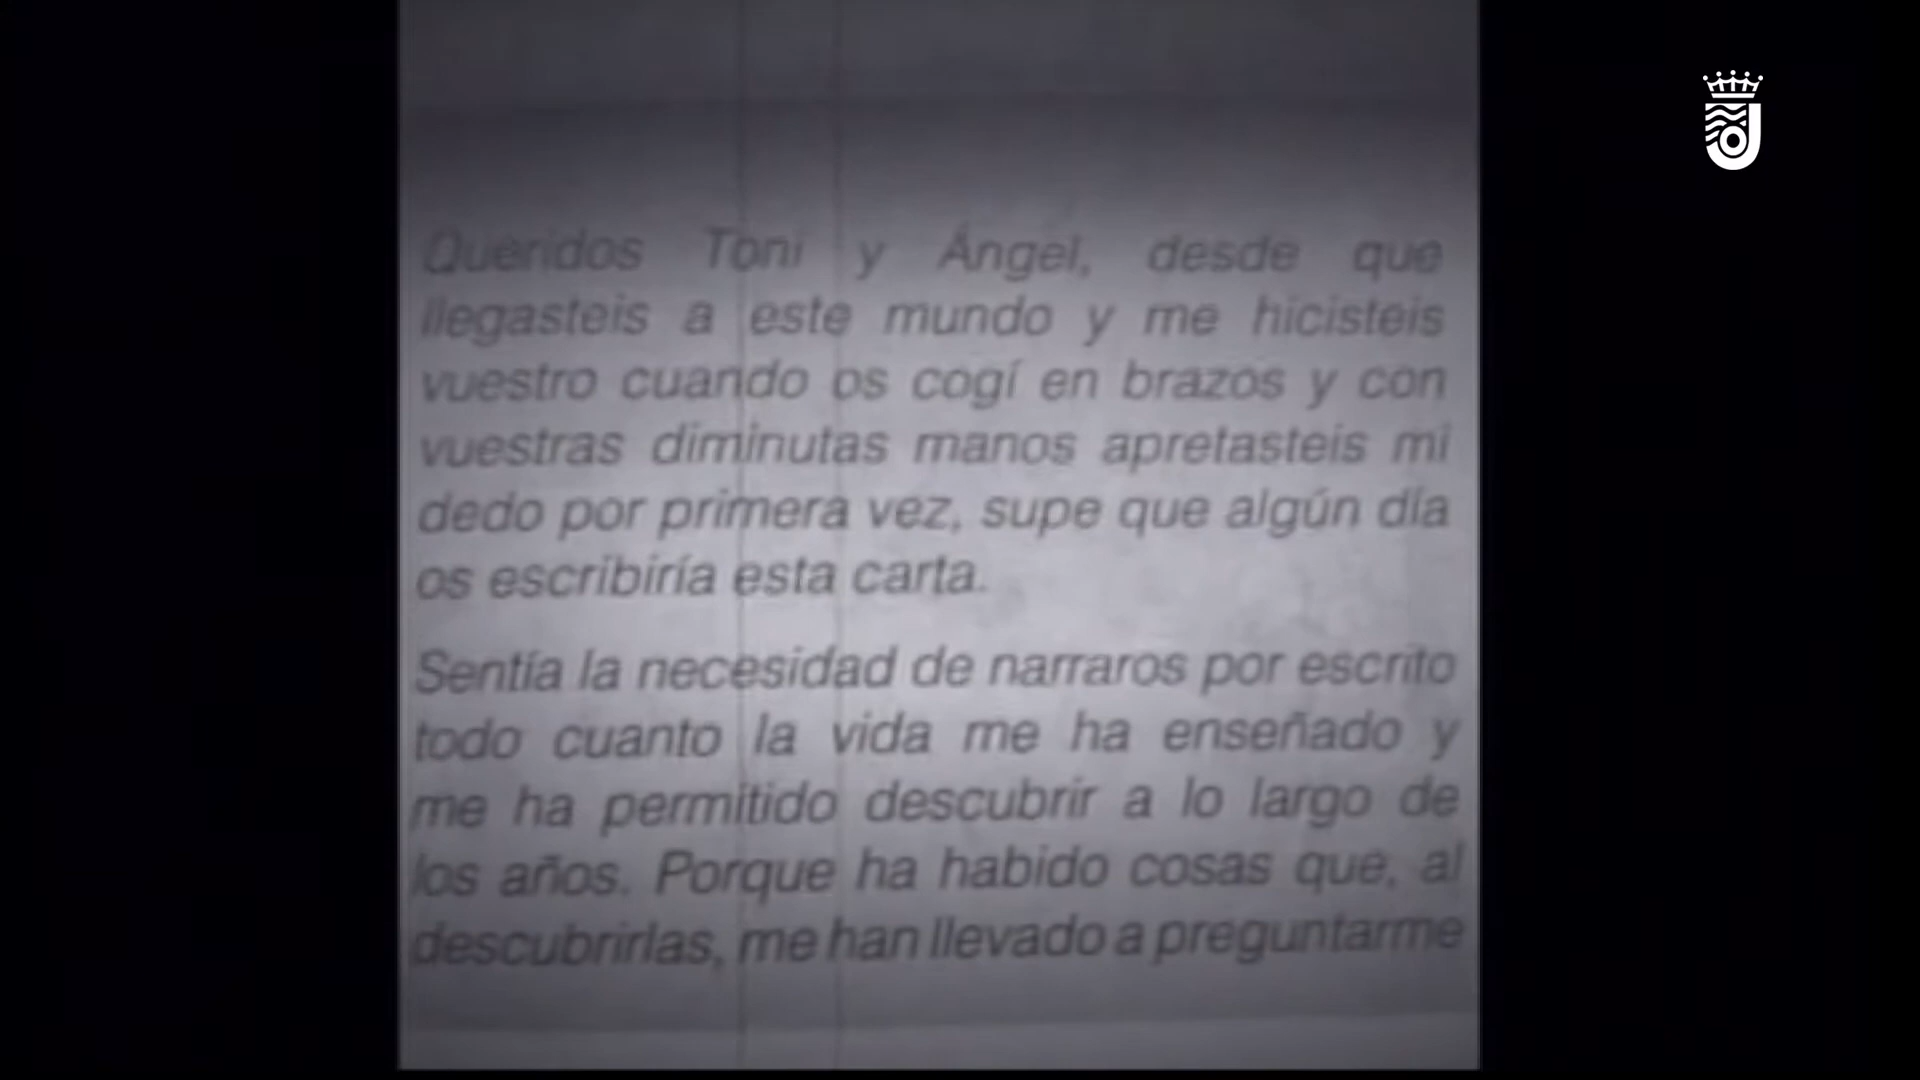 Queridos Toni y Ángel, desde que
llegasteis a este mundo y me hicisteis
vuestro cuando os cogí en brazos y con
vuestras diminutas manos apretasteis mi
dedo por primera vez, supe que algún día
os escribiría esta carta.
Sentía la necesidad de narraros por escrito
todo cuanto la vida me ha enseñado y
me ha permitido descubrir a lo largo de
los años. Porque ha habido cosas que, al
descubrirlas, me han llevado a preguntarme